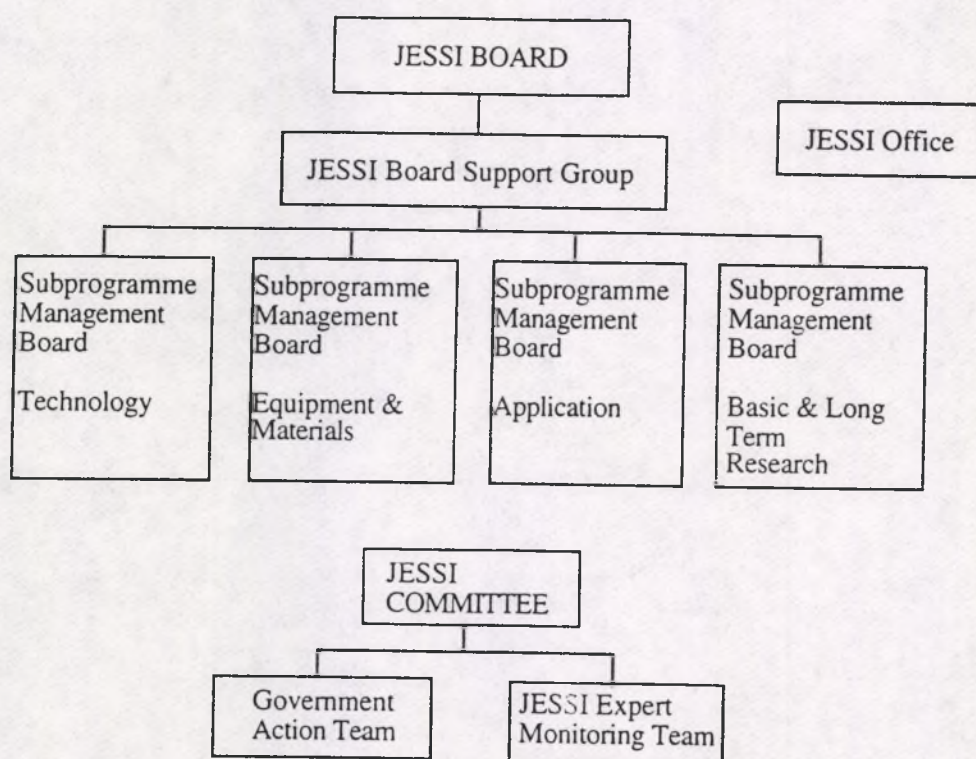 JESSI BOARD
JESSI Office
JESSI Board Support Group
Subprogramme
Management
Board
Technology
Subprogramme
Management
Board
Equipment &
Materials
Subprogramme
Management
Board
Application
Subprogramme
Management
Board
Basic & Long
Term
Research
JESSI
COMMITTEE
Government
Action Team
JESSI Expert
Monitoring Team